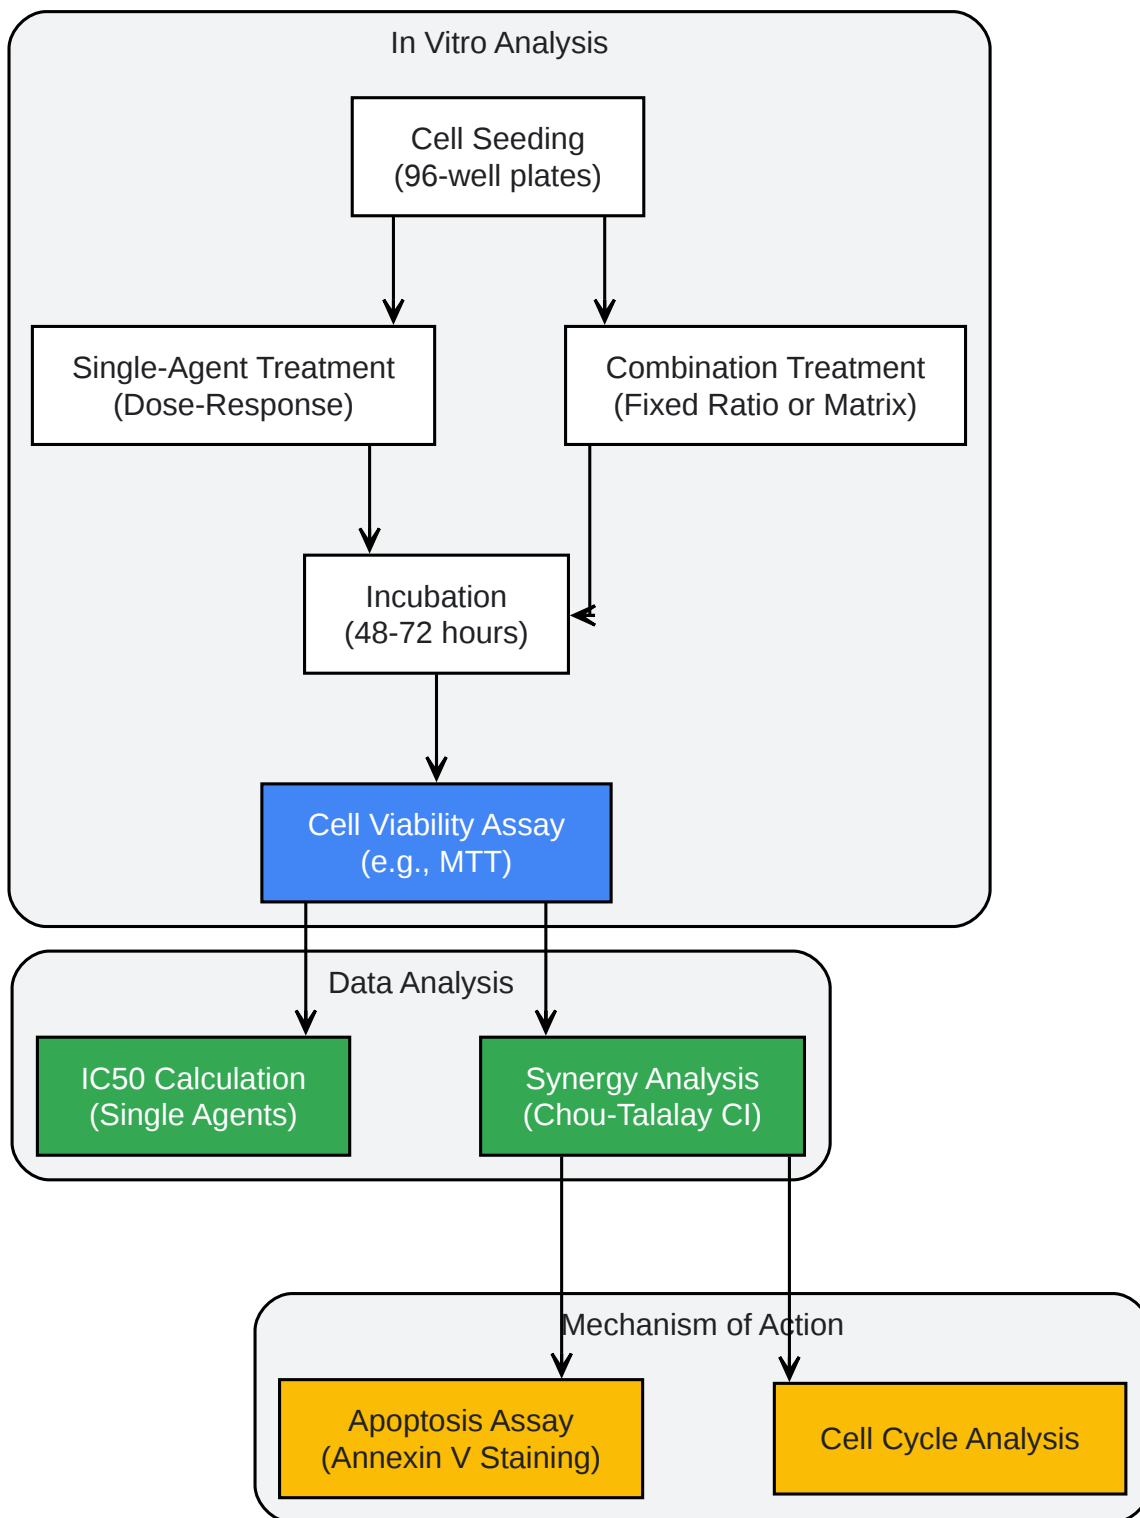 In Vitro Analysis
Cell Seeding
(96-well plates)
Single-Agent Treatment
(Dose-Response)
Combination Treatment
(Fixed Ratio or Matrix)
Incubation
(48-72 hours)
Cell Viability Assay
(e.g., MTT)
Data Analysis
IC50 Calculation
(Single Agents)
Synergy Analysis
(Chou-Talalay CI)
Mechanism of Action
Apoptosis Assay
(Annexin V Staining)
Cell Cycle Analysis